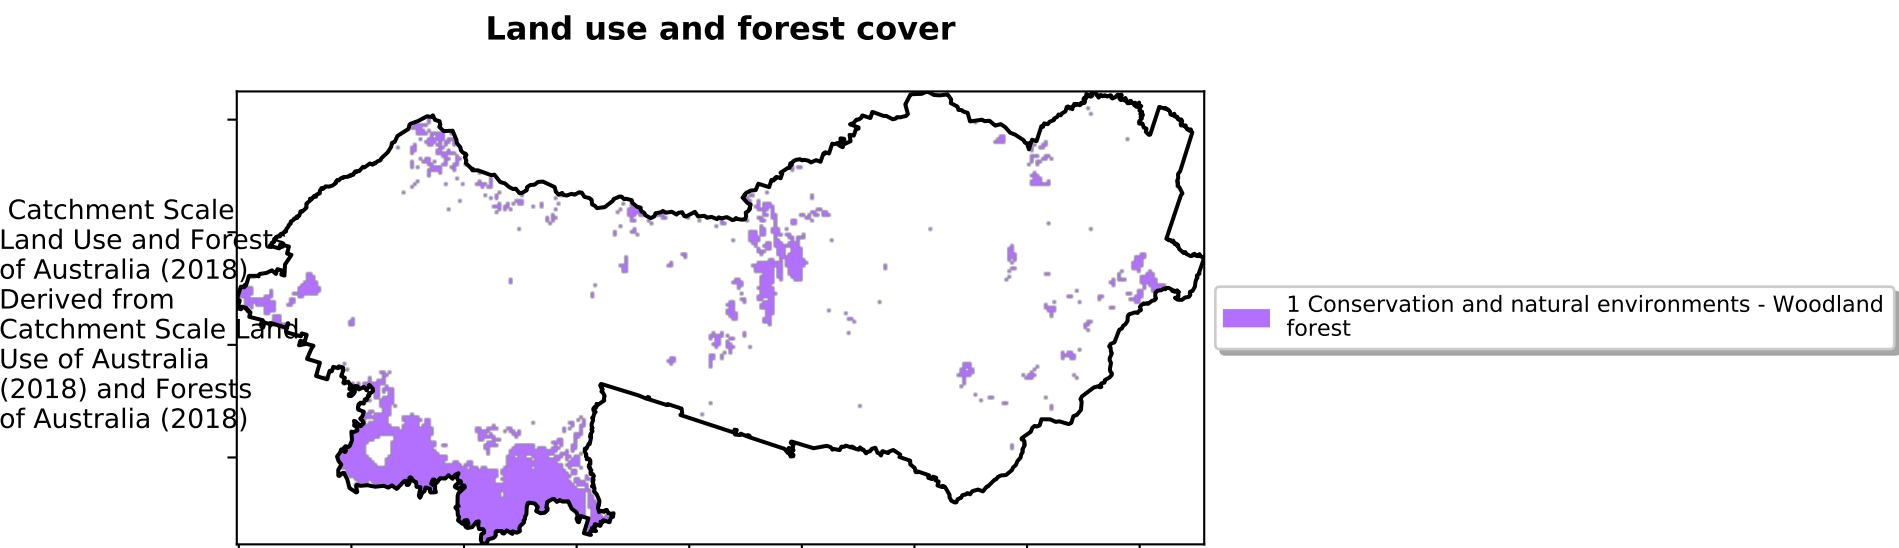 Land use and forest cover
Catchment Scale
Land Use and Forests
of Australia (2018)
Derived from
Catchment Scale Land
Use of Australia
(2018) and Forests
of Australia (2018)
1 Conservation and natural environments - Woodland
forest